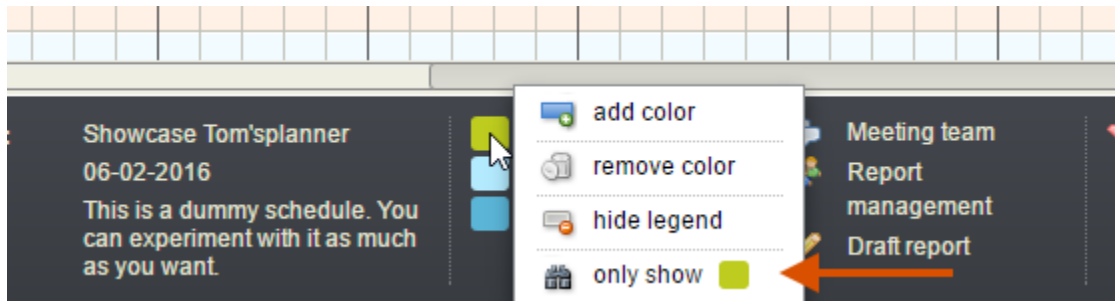 Showcase Tom'splanner
06-02-2016
This is a dummy schedule. You
can experiment with it as much
as you want.
add color
remove color
hide legend
only show
Meeting team
Report
management
Draft report